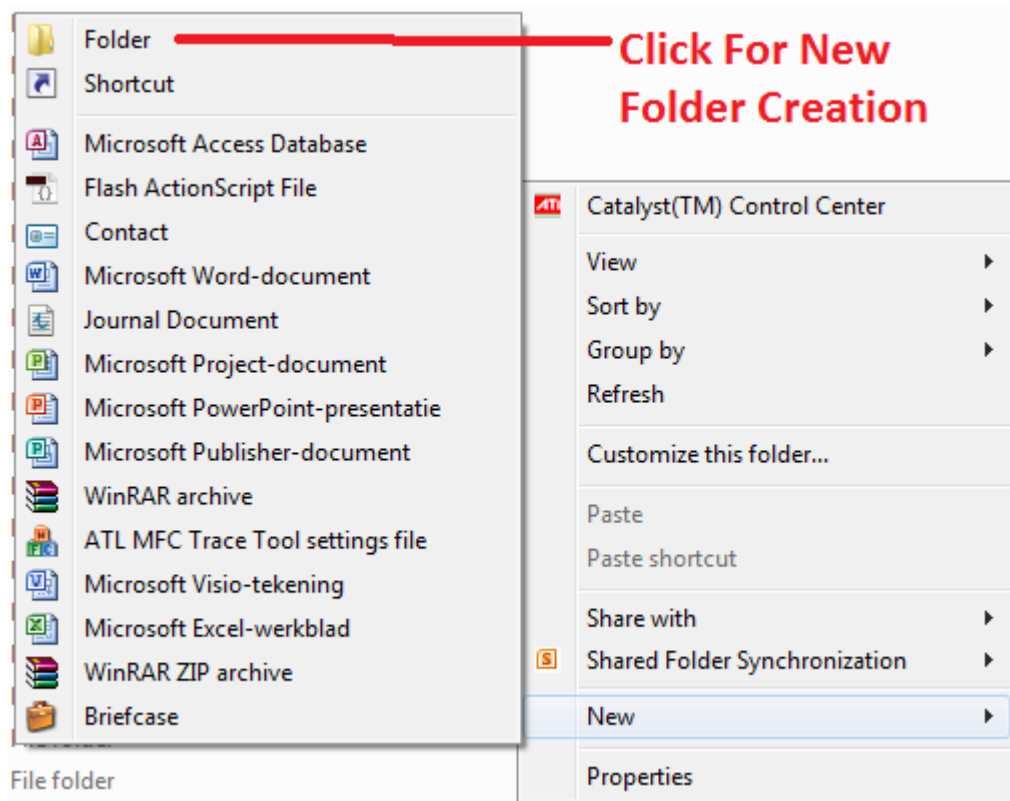 Folder
Shortcut
Microsoft Access Database
Flash ActionScript File
Contact
Microsoft Word-document
Journal Document
Microsoft Project-document
Microsoft PowerPoint-presentatie
Microsoft Publisher-document
WinRAR archive
ATL MFC Trace Tool settings file
Microsoft Visio-tekening
Microsoft Excel-werkblad
WinRAR ZIP archive
Briefcase
File folder
Click For New
Folder Creation
ATI
Catalyst(TM) Control Center
View
Sort by
Group by
Refresh
Customize this folder...
Paste
Paste shortcut
Share with
Shared Folder Synchronization
New
Properties